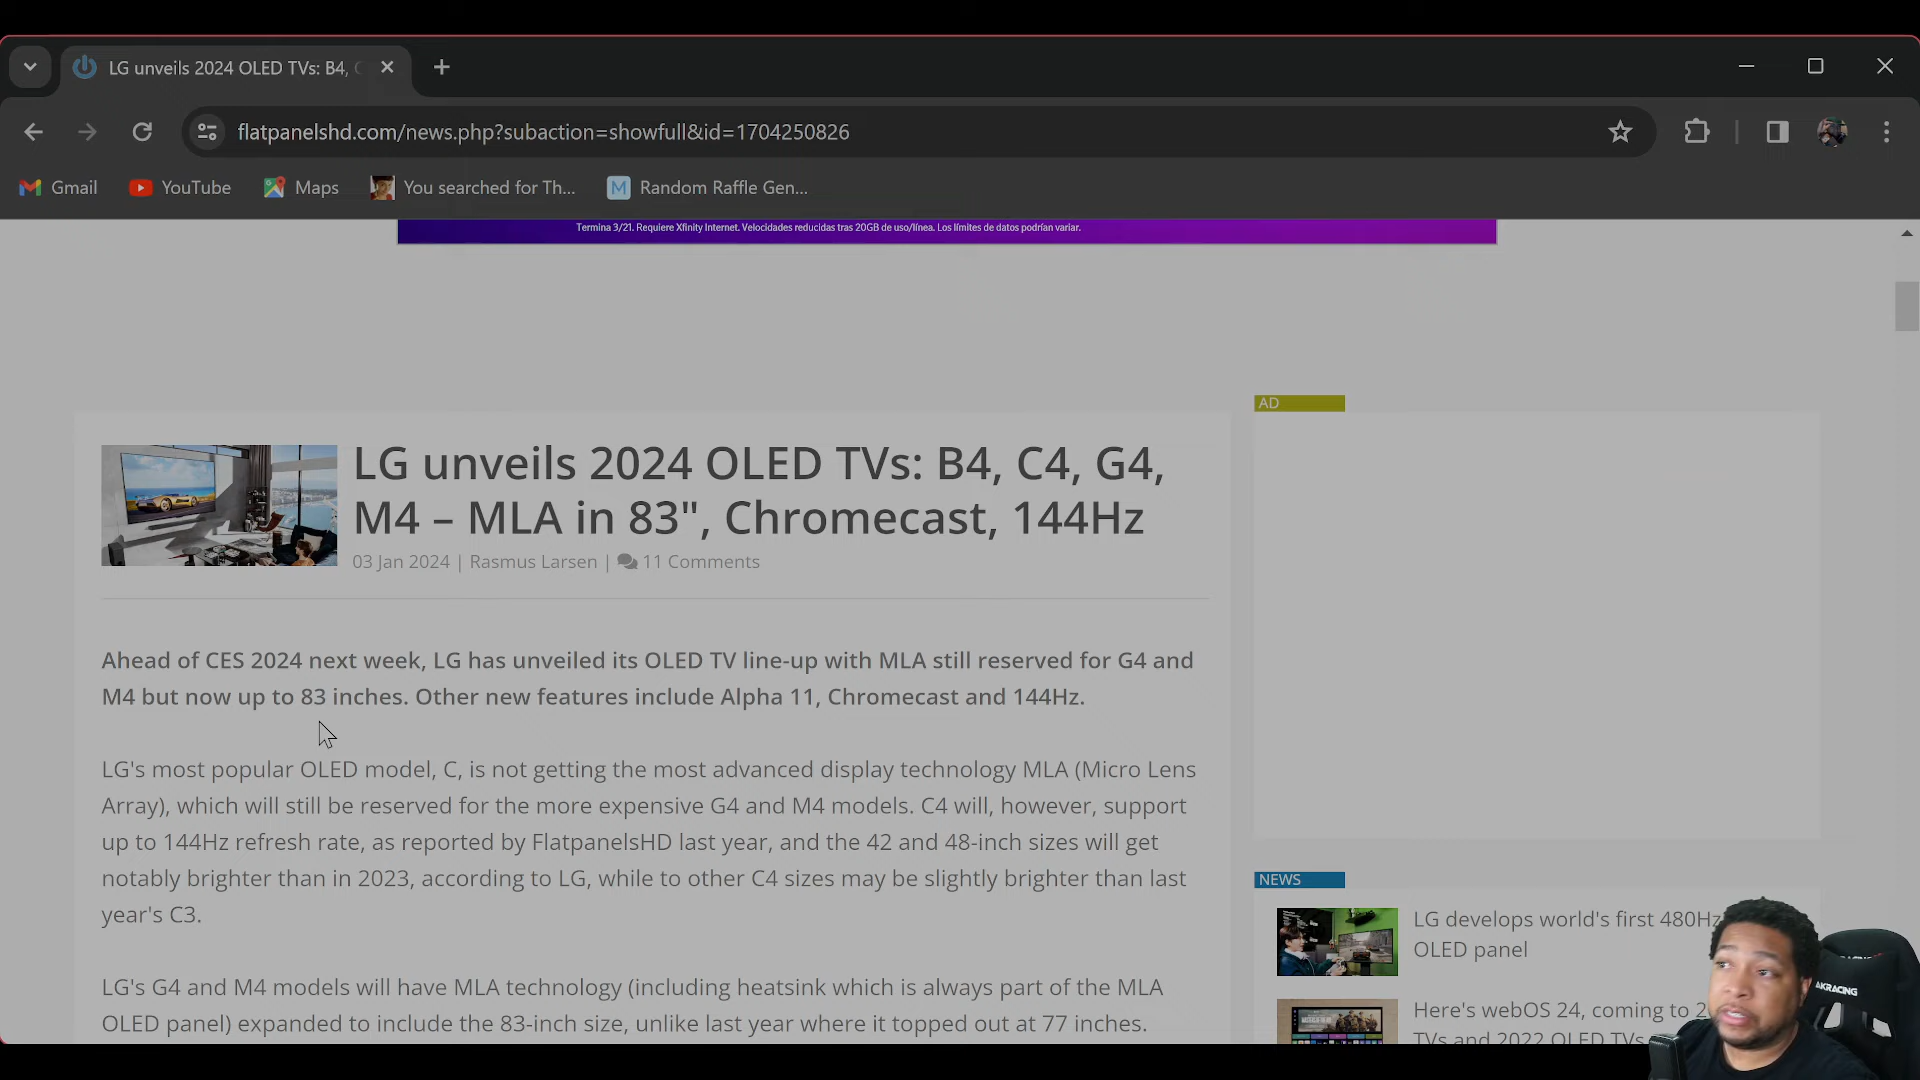 LG unveils 2024 OLED TVs: B4,
flatpanelshd.com/news.php?subaction=showfull&id=1704250826
Gmail
YouTube
Maps
You searched for Th...
M
Random Raffle Gen...
Termina 3/21. Requiere Xfinity Internet. Velocidades reducidas tras 20GB de uso/línea. Los límites de datos podrían variar.
AD
LG unveils 2024 OLED TVs: B4, C4, G4,
M4 – MLA in 83", Chromecast, 144Hz
03 Jan 2024 | Rasmus Larsen | 11 Comments
Ahead of CES 2024 next week, LG has unveiled its OLED TV line-up with MLA still reserved for G4 and
M4 but now up to 83 inches. Other new features include Alpha 11, Chromecast and 144Hz.
LG's most popular OLED model, C, is not getting the most advanced display technology MLA (Micro Lens
Array), which will still be reserved for the more expensive G4 and M4 models. C4 will, however, support
up to 144Hz refresh rate, as reported by FlatpanelsHD last year, and the 42 and 48-inch sizes will get
notably brighter than in 2023, according to LG, while to other C4 sizes may be slightly brighter than last
year's C3.
LG's G4 and M4 models will have MLA technology (including heatsink which is always part of the MLA
OLED panel) expanded to include the 83-inch size, unlike last year where it topped out at 77 inches.
NEWS
LG develops world's first 480Hz
OLED panel
Here's webOS 24, coming to 2
TVs and 2022 OLED TVs
AKRACING